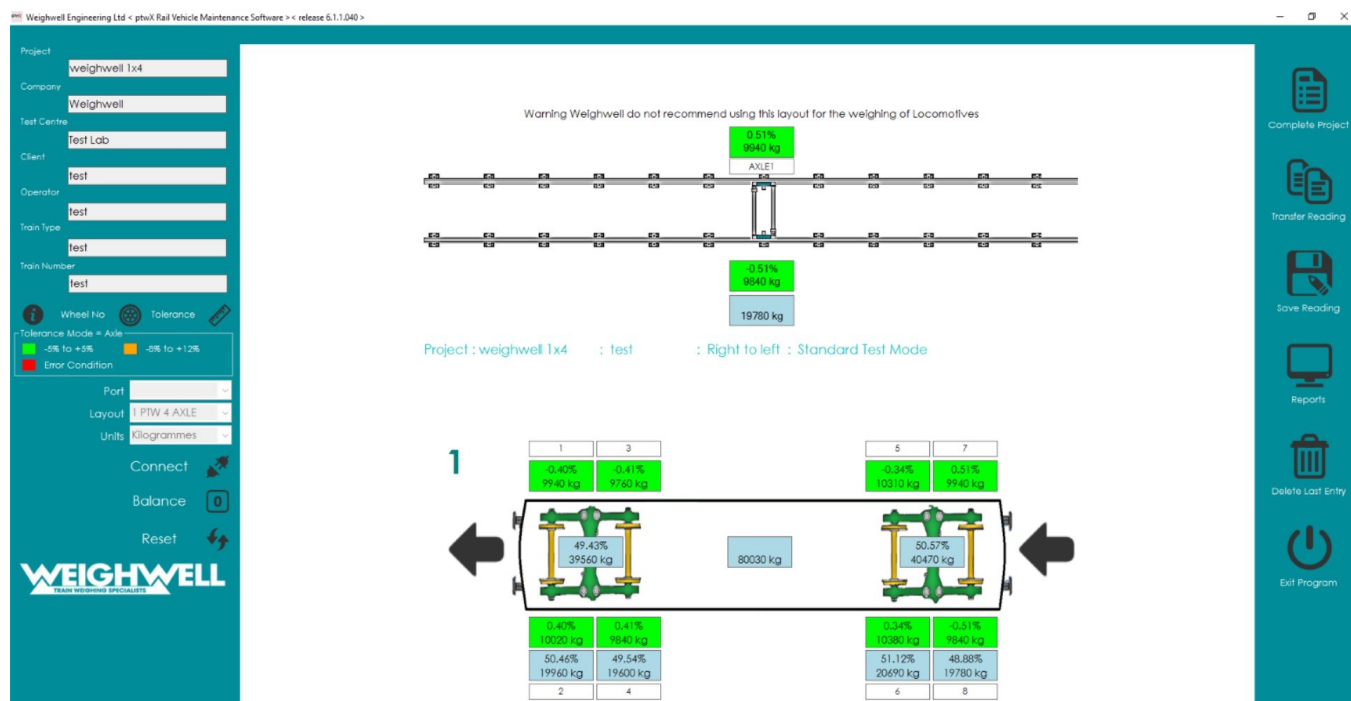 Weighwell Engineering Ltd < ptwX Rail Vehicle Maintenance Software > < release 6.1.1.040 >
Project
weighwell 1x4
Company
Weighwell
Test Centre
Test Lab
Client
test
Operator
test
Train Type
test
Train Number
test
Wheel No
Tolerance
Tolerance Mode = Axle
-5% to +5%
-8% to +12%
Error Condition
Port
Layout 1 PTW 4 AXLE
Units Kilogrammes
Connect
Balance 0
Reset
WEIGHWELL
TRAIN WEIGHING SPECIALISTS
Warning Weighwell do not recommend using this layout for the weighing of Locomotives
0.51%
9940 kg
AXLE1
-0.51%
9840 kg
19780 kg
Project : weighwell 1x4 : test : Right to left : Standard Test Mode
1
1 3 5 7
-0.40% -0.41% -0.34% 0.51%
9940 kg 9760 kg 10310 kg 9940 kg
49.43% 50.57%
39560 kg 80030 kg 40470 kg
0.40% 0.41% 0.34% -0.51%
10020 kg 9840 kg 10380 kg 9840 kg
50.46% 49.54% 51.12% 48.88%
19960 kg 19600 kg 20690 kg 19780 kg
2 4 6 8
Complete Project
Transfer Reading
Save Reading
Reports
Delete Last Entry
Exit Program